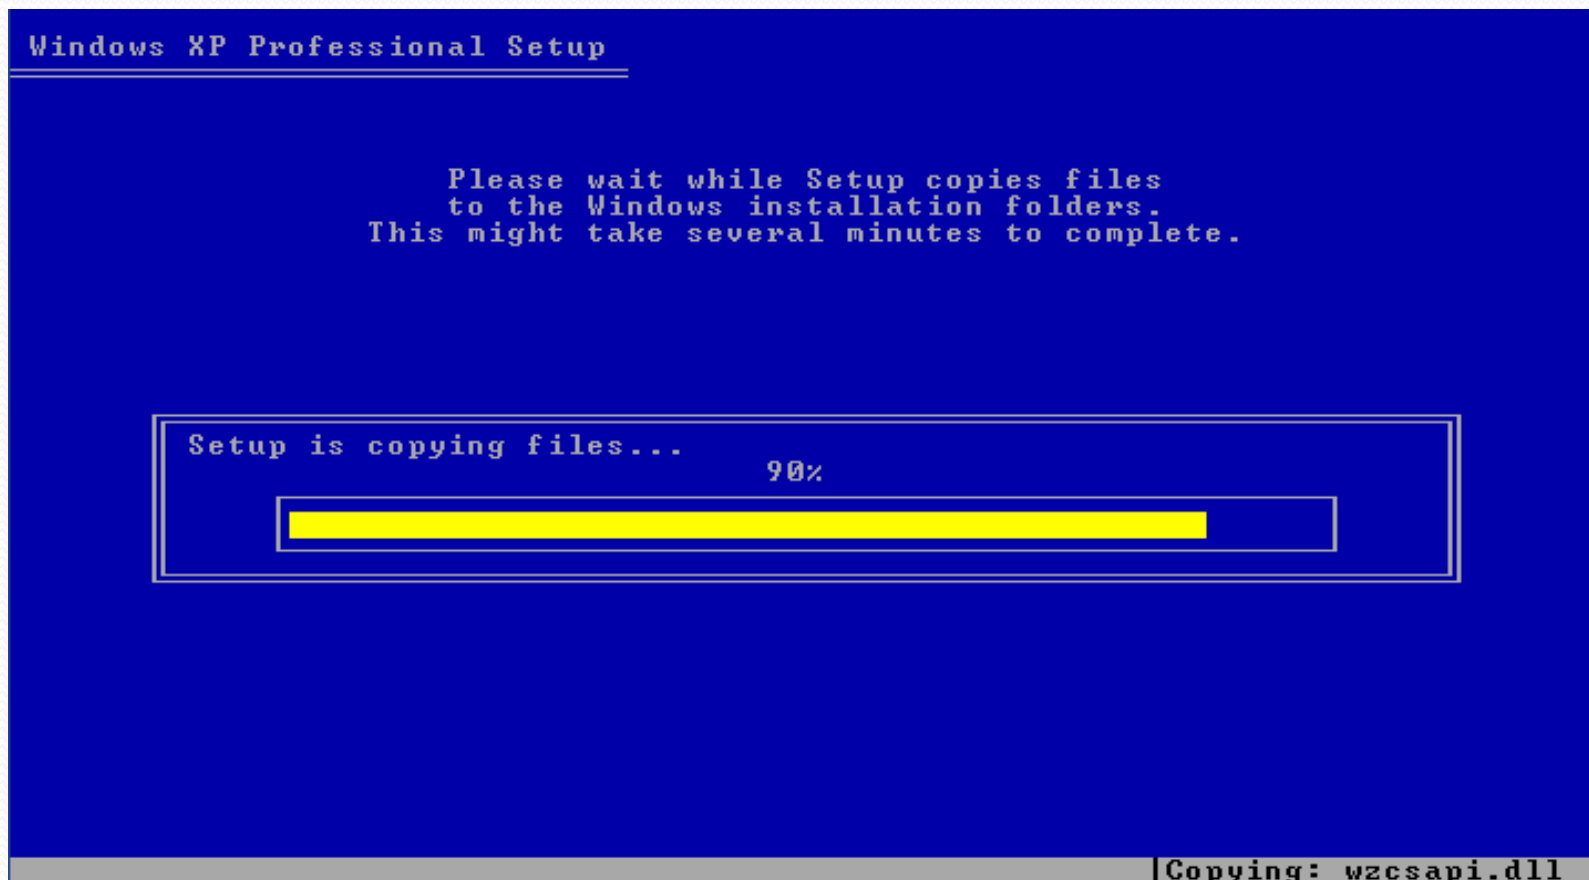 Windows XP Professional Setup
Please wait while Setup copies files
to the Windows installation folders.
This might take several minutes to complete.
Setup is copying files...
90%
Copying: wzcsapi.dll